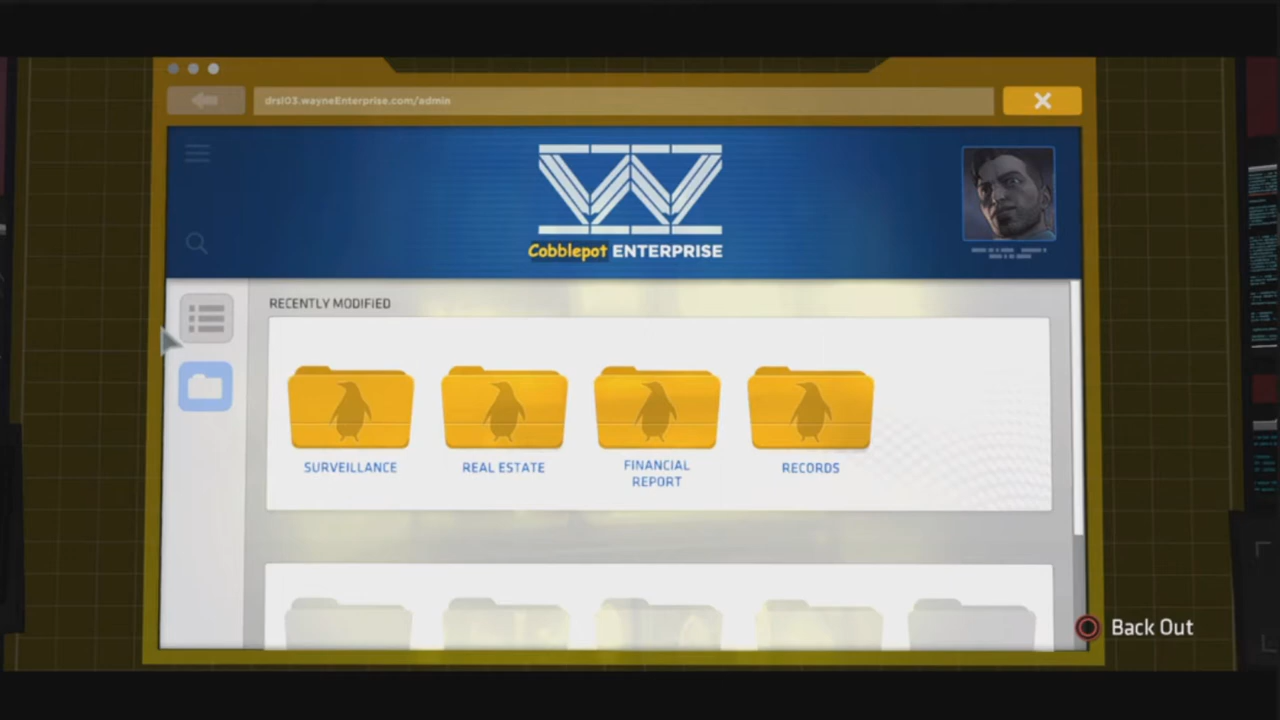 drsl03.wayneEnterprise.com/admin
Cobblepot ENTERPRISE
RECENTLY MODIFIED
SURVEILLANCE
REAL ESTATE
FINANCIAL
REPORT
RECORDS
Back Out